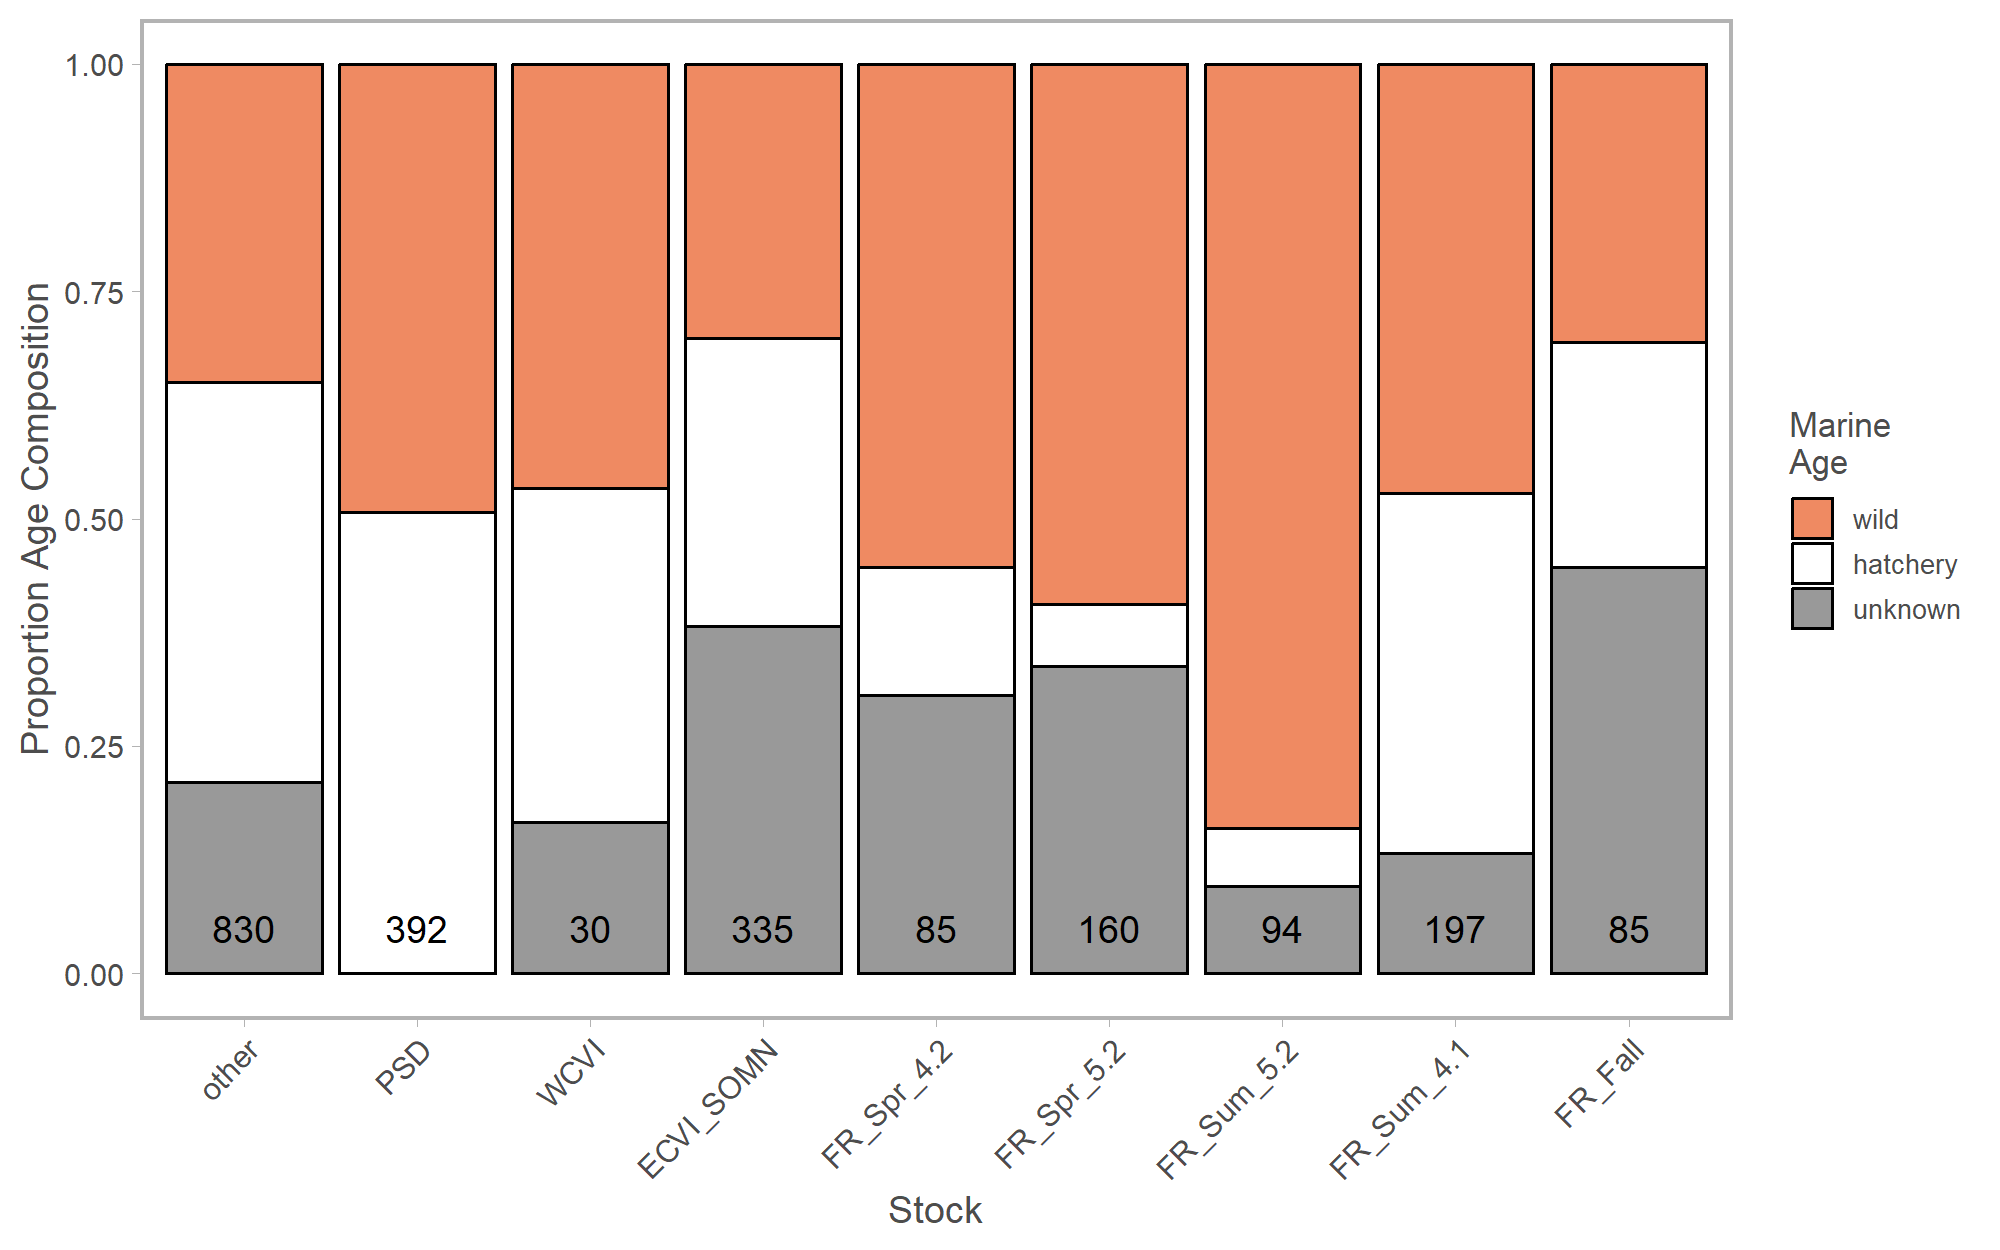 Proportion Age Composition
1.00
0.75
0.50
0.25
0.00
830 392 30 335 85 160 94 197 85
other PSD WCVI ECVI_SOMN FR_Spr_4.2 FR_Spr_5.2 FR_Sum_5.2 FR_Sum_4.1 FR_Fall
Stock
Marine
Age
wild
hatchery
unknown